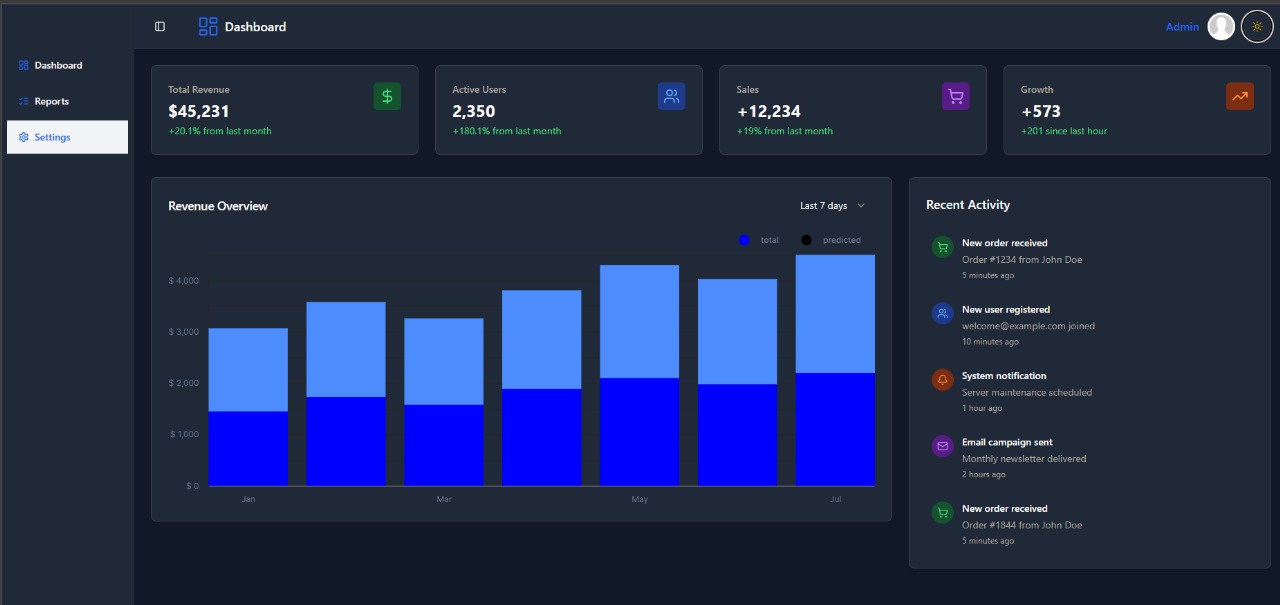 Dashboard
Admin
Dashboard
Reports
Settings
Total Revenue
$45,231
+20.1% from last month
Active Users
2,350
+180.1% from last month
Sales
+12,234
+19% from last month
Growth
+573
+201 since last hour
Revenue Overview
Last 7 days
total predicted
$ 4,000
$ 3,000
$ 2,000
$ 1,000
$ 0
Jan Mar May Jul
Recent Activity
New order received
Order #1234 from John Doe
5 minutes ago
New user registered
welcome@example.com joined
10 minutes ago
System notification
Server maintenance scheduled
1 hour ago
Email campaign sent
Monthly newsletter delivered
2 hours ago
New order received
Order #1844 from John Doe
5 minutes ago